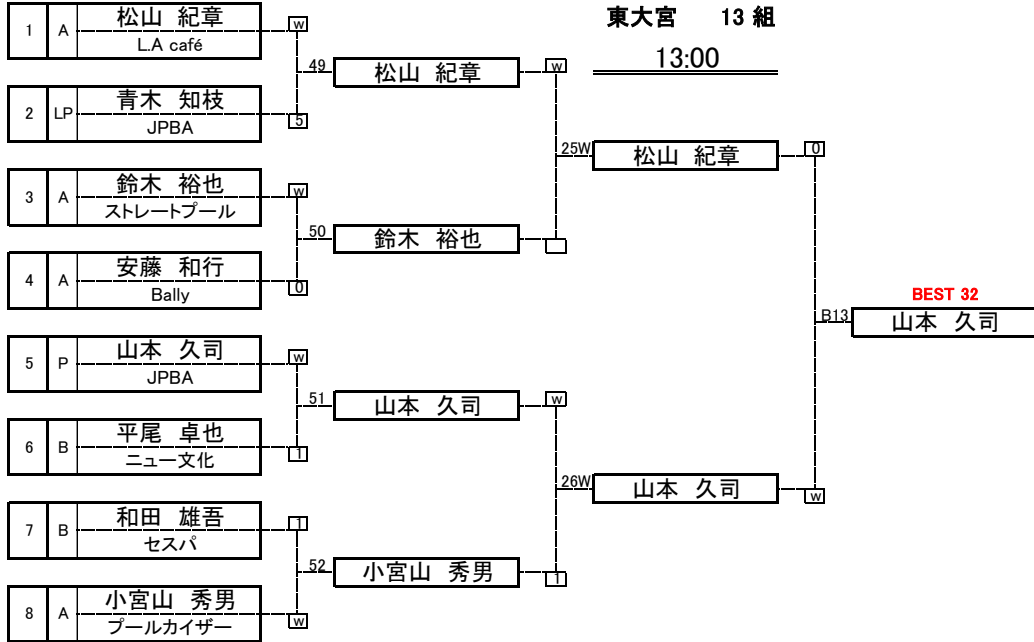 東大宮 13 組
13:00
1 A 松山 紀章
L.A café
w
49 松山 紀章 w
2 LP 青木 知枝
JPBA
5
25W 松山 紀章 0
3 A 鈴木 裕也
ストレートプール
w
50 鈴木 裕也
4 A 安藤 和行
Bally
0
BEST 32
B13 山本 久司
5 P 山本 久司
JPBA
w
51 山本 久司 w
6 B 平尾 卓也
ニュー文化
1
26W 山本 久司 w
7 B 和田 雄吾
セスパ
1
52 小宮山 秀男 1
8 A 小宮山 秀男
プールカイザー
w